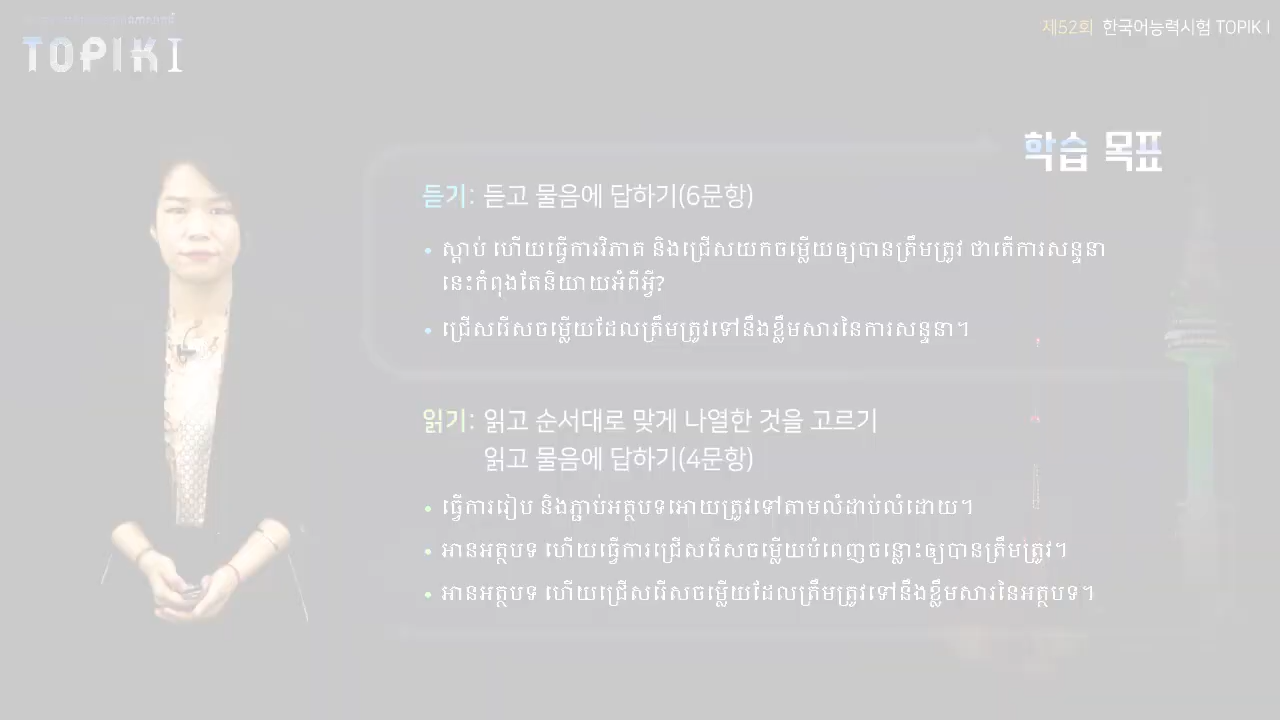 TOPIK I
제52회 한국어능력시험 TOPIK I
학습 목표
듣기: 듣고 물음에 답하기(6문항)
• ស្តាប់ ហើយធ្វើការវិភាគ និងជ្រើសយកចម្លើយឲ្យបានត្រឹមត្រូវ ថាតើការសន្ទនា
នេះកំពុងតែនិយាយអំពីអ្វី?
• ជ្រើសរើសចម្លើយដែលត្រឹមត្រូវទៅនឹងខ្លឹមសារនៃការសន្ទនា។
읽기: 읽고 순서대로 맞게 나열한 것을 고르기
읽고 물음에 답하기(4문항)
• ធ្វើការរៀប និងភ្ជាប់អត្ថបទអោយត្រូវទៅតាមលំដាប់លំដោយ។
• អានអត្ថបទ ហើយធ្វើការជ្រើសរើសចម្លើយបំពេញចន្លោះឲ្យបានត្រឹមត្រូវ។
• អានអត្ថបទ ហើយជ្រើសរើសចម្លើយដែលត្រឹមត្រូវទៅនឹងខ្លឹមសារនៃអត្ថបទ។